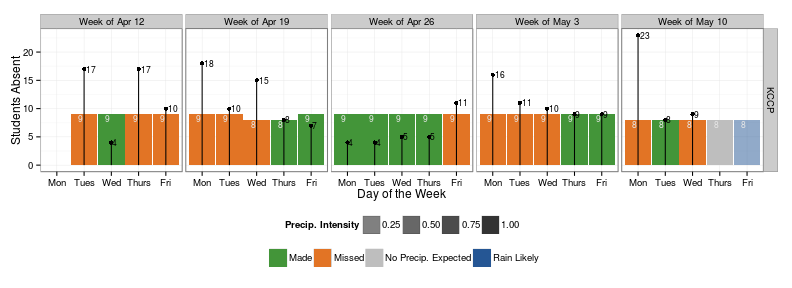 Week of Apr 12 Week of Apr 19 Week of Apr 26 Week of May 3 Week of May 10
Students Absent
20
15
10
5
0
17 9 4 9 17 9 10 9
18 9 10 9 15 8 8 8 7 9
4 9 4 9 5 9 5 9 11 9
16 9 11 9 10 9 9 9 9 9
23 8 8 8 9 8 8 8
KCCP
Mon Tues Wed Thurs Fri Mon Tues Wed Thurs Fri Mon Tues Wed Thurs Fri Mon Tues Wed Thurs Fri Mon Tues Wed Thurs Fri
Day of the Week
Precip. Intensity 0.25 0.50 0.75 1.00
Made Missed No Precip. Expected Rain Likely